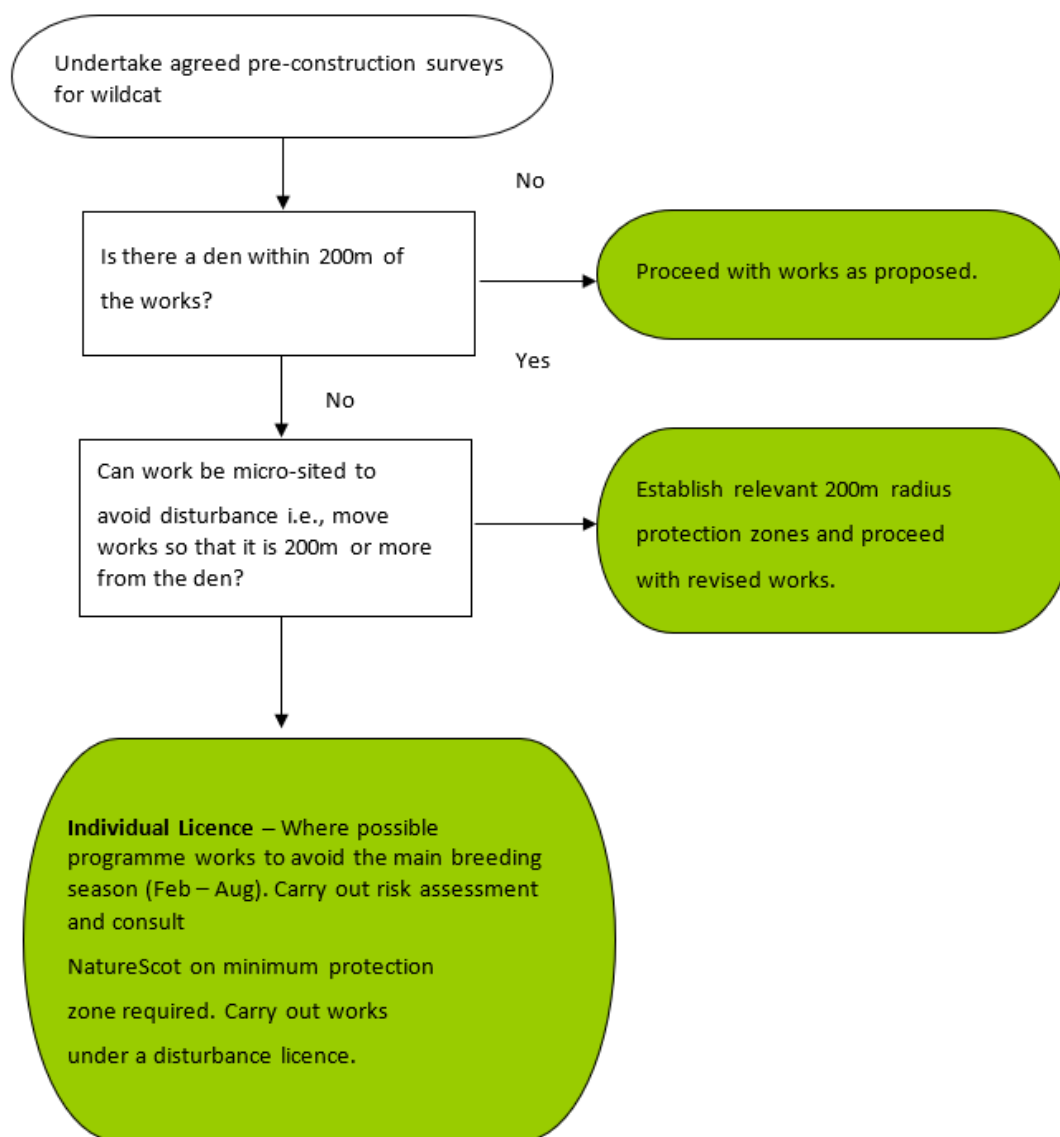 Undertake agreed pre-construction surveys
for wildcat
No
Is there a den within 200m of
the works?
Proceed with works as proposed.
Yes
No
Can work be micro-sited to
avoid disturbance i.e., move
works so that it is 200m or more
from the den?
Establish relevant 200m radius
protection zones and proceed
with revised works.
Individual Licence – Where possible
programme works to avoid the main breeding
season (Feb – Aug). Carry out risk assessment
and consult
NatureScot on minimum protection
zone required. Carry out works
under a disturbance licence.